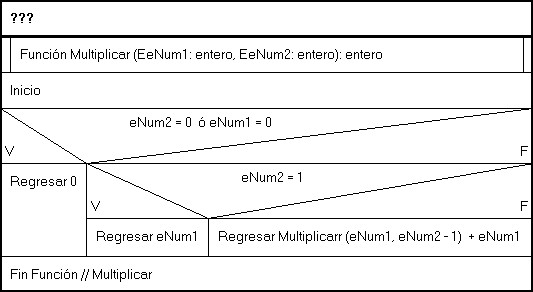 ???
Función Multiplicar (EeNum1: entero, EeNum2: entero): entero
Inicio
eNum2 = 0 ó eNum1 = 0
V
F
Regresar 0
eNum2 = 1
V
F
Regresar eNum1
Regresar Multiplicarr (eNum1, eNum2 - 1) + eNum1
Fin Función // Multiplicar